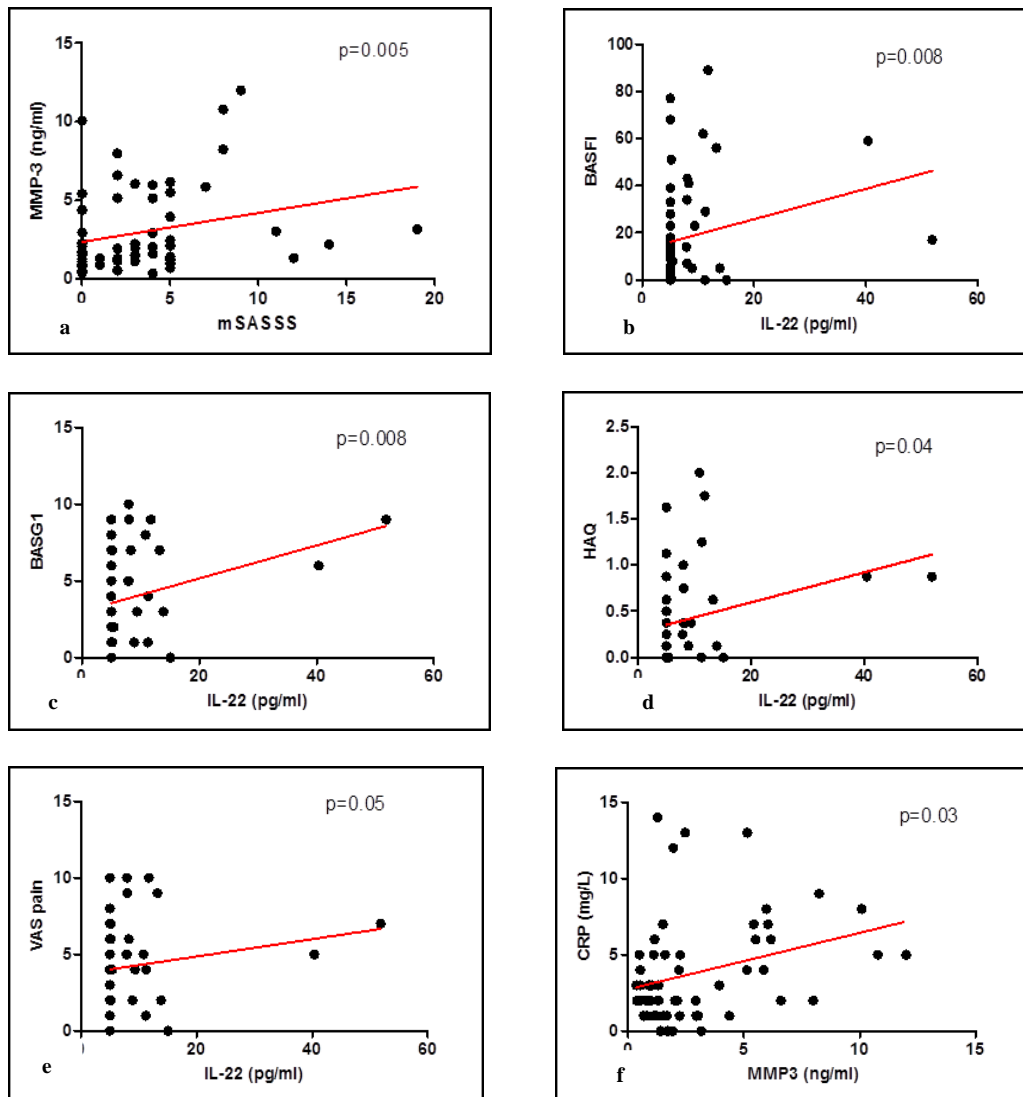 p=0.005
15
10
5
0
MMP-3 (ng/ml)
0 5 10 15 20
mSASSS
a
p=0.008
100
80
60
40
20
0
BASFI
0 20 40 60
IL-22 (pg/ml)
b
p=0.008
15
10
5
0
BASG1
0 20 40 60
IL-22 (pg/ml)
c
p=0.04
2.5
2.0
1.5
1.0
0.5
0.0
HAQ
0 20 40 60
IL-22 (pg/ml)
d
p=0.05
15
10
5
0
VAS pain
20 40 60
IL-22 (pg/ml)
e
p=0.03
15
10
5
0
CRP (mg/L)
0 5 10 15
MMP3 (ng/ml)
f